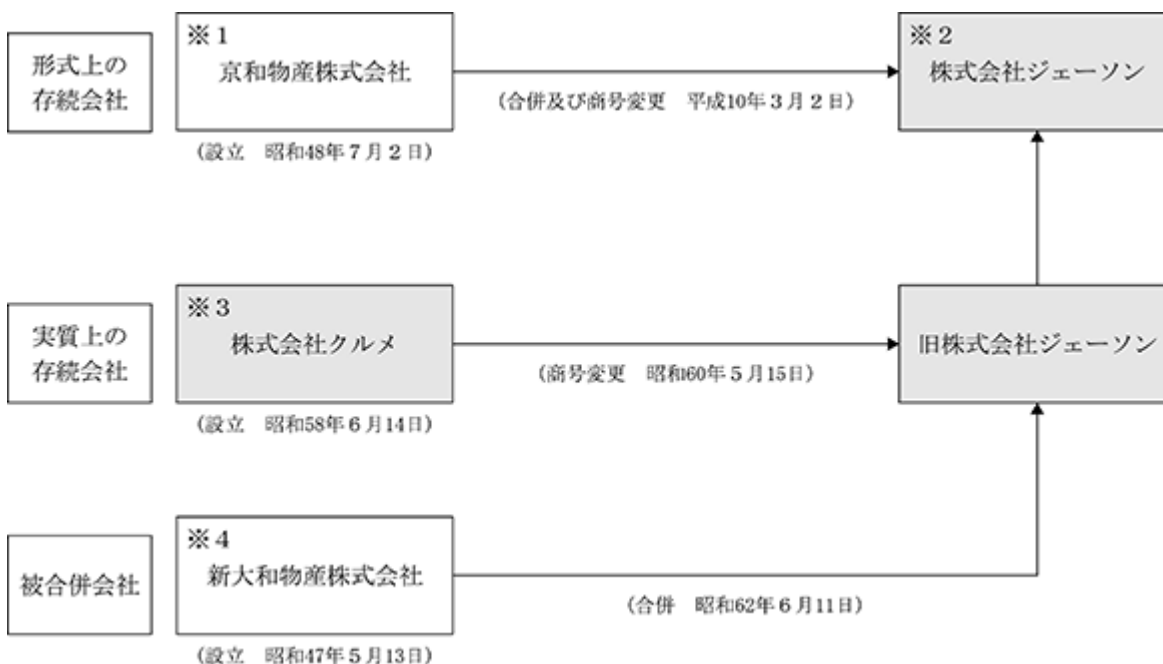 形式上の
存続会社
※1
京和物産株式会社
(設立　昭和48年7月2日)
(合併及び商号変更　平成10年3月2日)
※2
株式会社ジェーソン
実質上の
存続会社
※3
株式会社クルメ
(設立　昭和58年6月14日)
(商号変更　昭和60年5月15日)
旧株式会社ジェーソン
被合併会社
※4
新大和物産株式会社
(設立　昭和47年5月13日)
(合併　昭和62年6月11日)